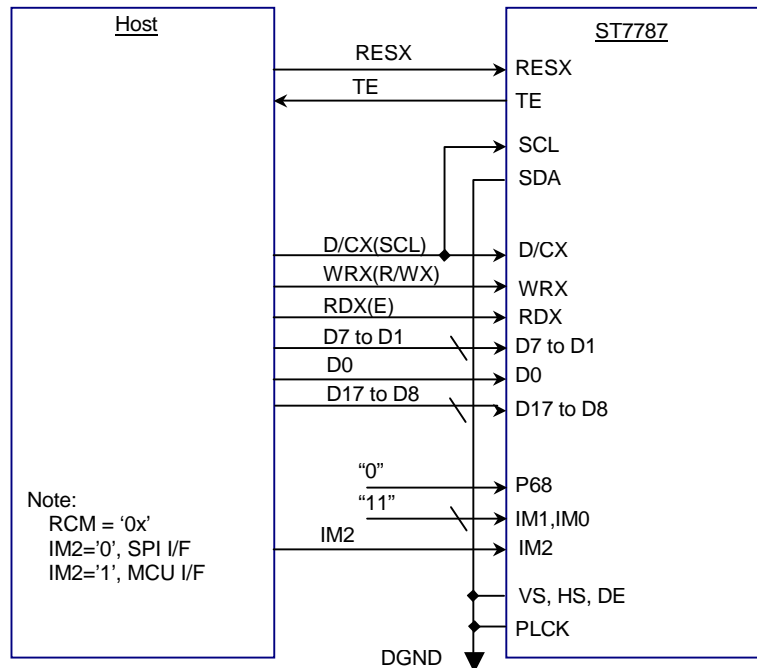 Host
ST7787
RESX
RESX
TE
TE
SCL
SDA
D/CX(SCL)
D/CX
WRX(R/WX)
WRX
RDX(E)
RDX
D7 to D1
D7 to D1
D0
D0
D17 to D8
D17 to D8
“0”
P68
“11”
IM1,IM0
IM2
IM2
Note:
RCM = ‘0x’
IM2=’0’, SPI I/F
IM2=’1’, MCU I/F
VS, HS, DE
PLCK
DGND